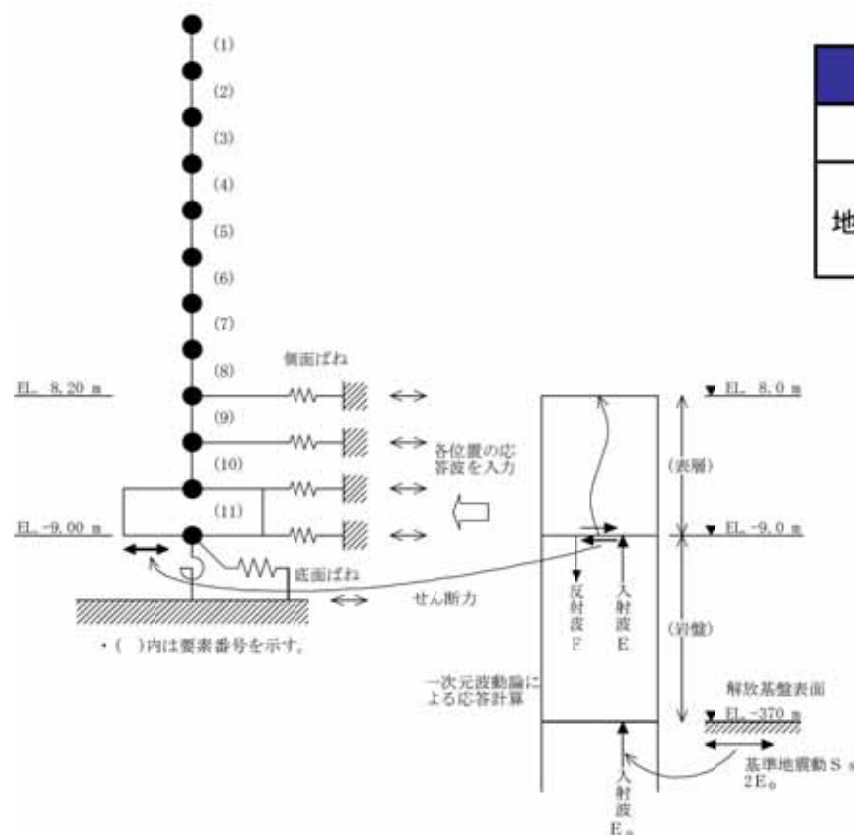 (1)
(2)
(3)
(4)
(5)
(6)
(7)
(8)
(9)
(10)
(11)
側面ばね
EL. 8.20 m
EL. -9.00 m
各位置の応
答波を入力
底面ばね
せん断力
・( )内は要素番号を示す。
EL. 8.0 m
(表層)
EL. -9.0 m
反射波 F
入射波 E
(岩盤)
一次元波動論に
よる応答計算
解放基盤表面
EL. -370 m
基準地震動Ss
2E₀
入射波 E₀
地